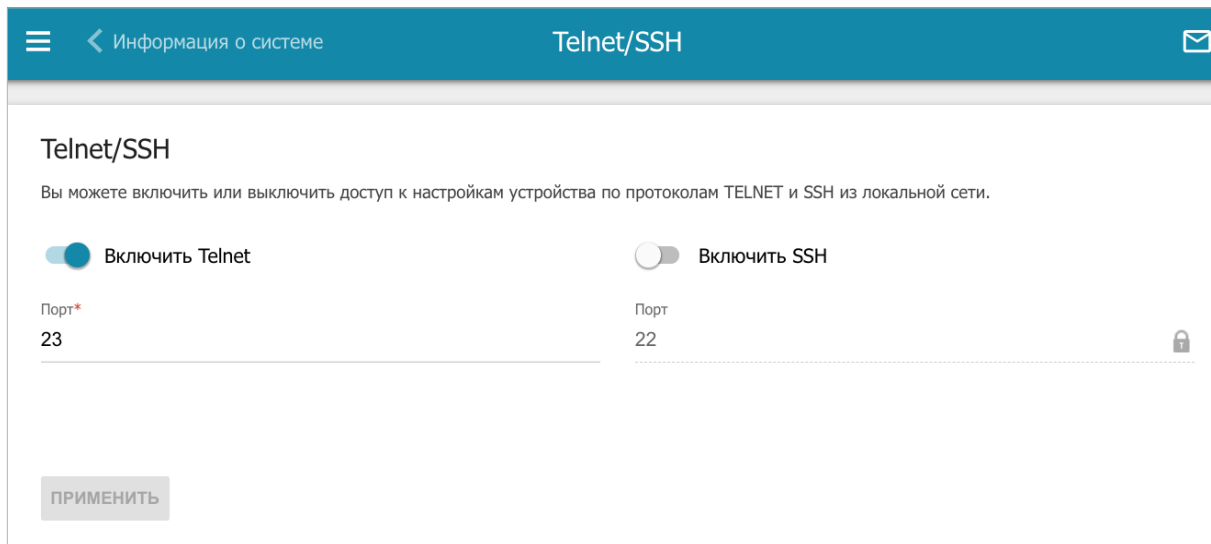 Информация о системе
Telnet/SSH
Telnet/SSH
Вы можете включить или выключить доступ к настройкам устройства по протоколам TELNET и SSH из локальной сети.
Включить Telnet
Включить SSH
Порт*
Порт
23
22
ПРИМЕНИТЬ